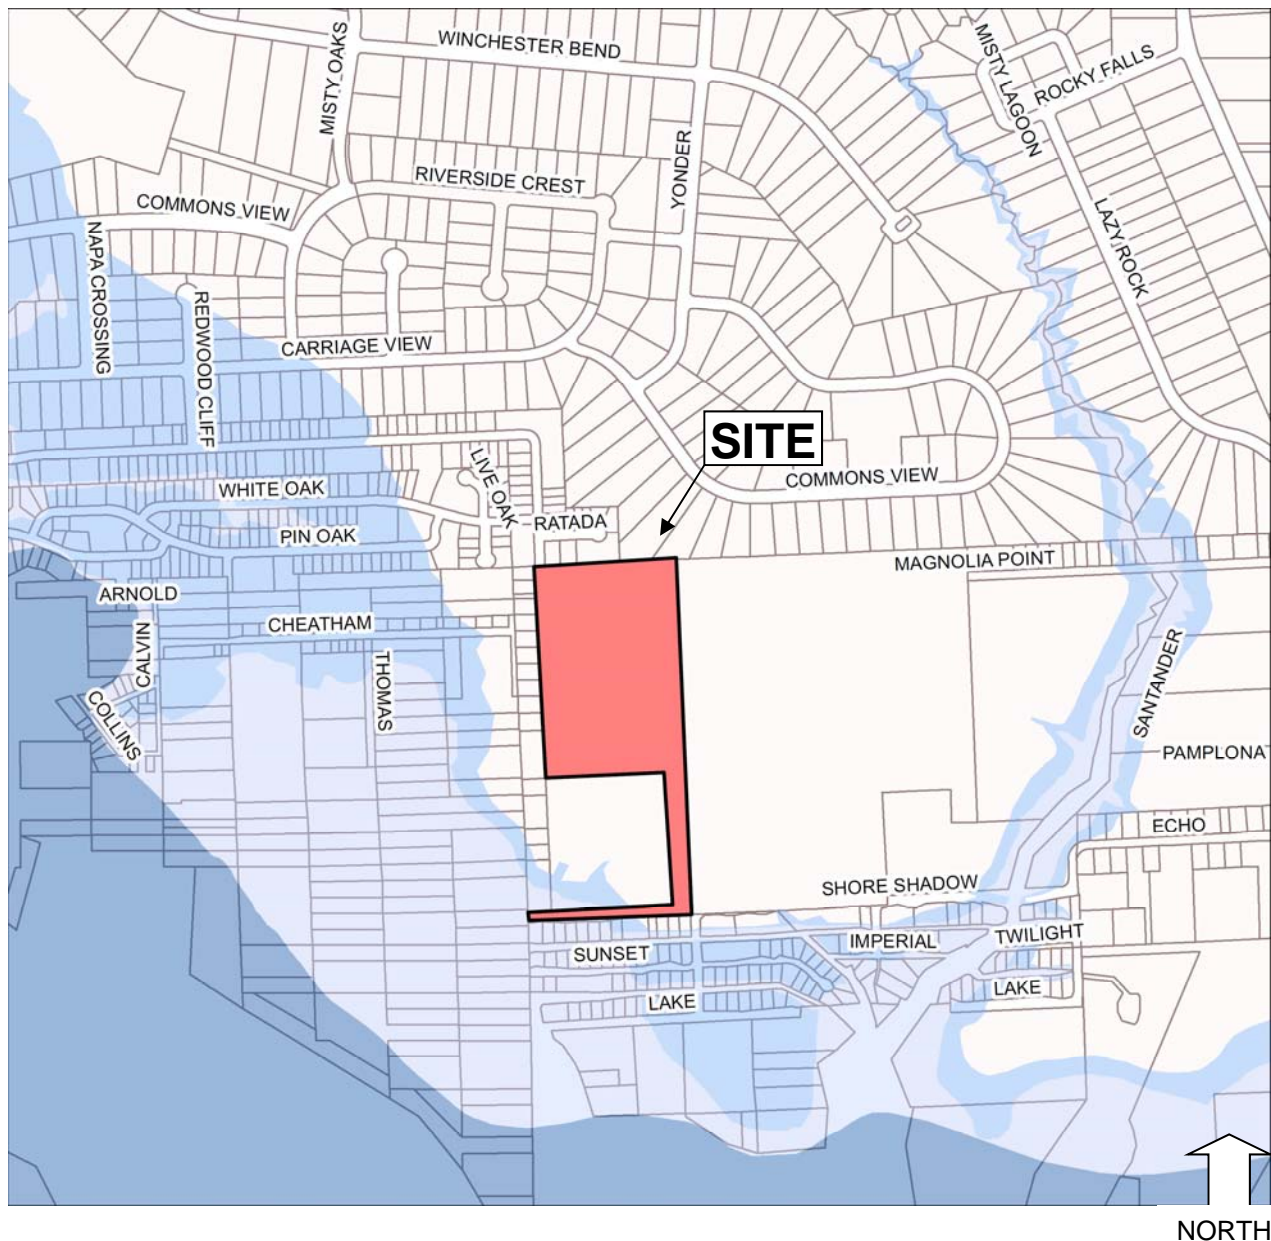 WINCHESTER BEND
MISTY OAKS
MISTY LAGOON
ROCKY FALLS
YONDER
RIVERSIDE CREST
COMMONS VIEW
LAZY ROCK
NAPA CROSSING
REDWOOD CLIFF
CARRIAGE VIEW
SITE
LIVE OAK
COMMONS VIEW
WHITE OAK
RATADA
PIN OAK
MAGNOLIA POINT
ARNOLD
CHEATHAM
CALVIN
THOMAS
COLLINS
SANTANDER
PAMPLONA
ECHO
SHORE SHADOW
SUNSET
IMPERIAL
TWILIGHT
LAKE
LAKE
NORTH